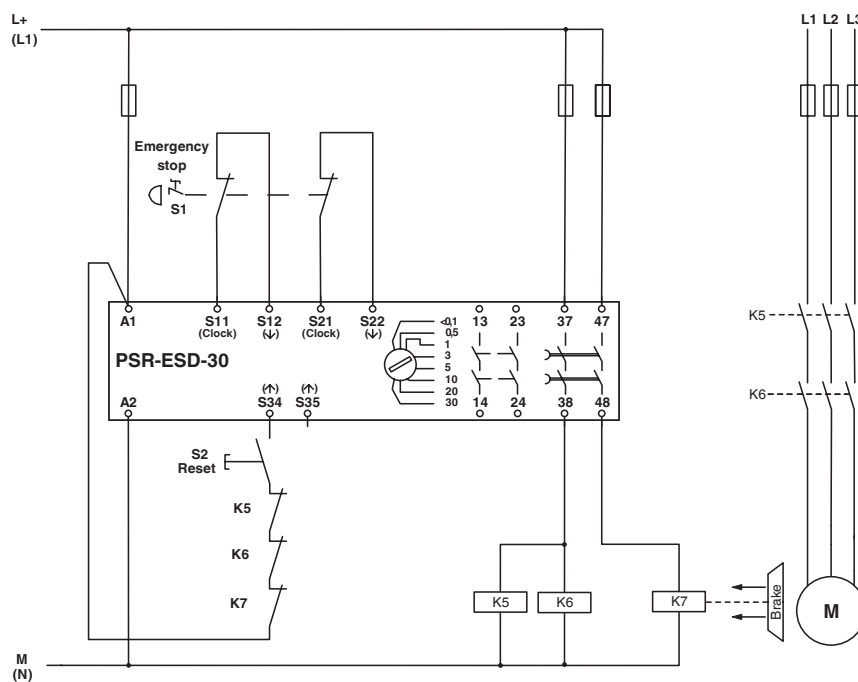 L+
(L1)
L1 L2 L3
Emergency
stop
S1
A1 S11 S12 S21 S22 13 23 37 47
(Clock) (↓) (Clock) (↓)
<0,1
0,5
1
3
5
10
20
30
PSR-ESD-30
(↑) (↑)
A2 S34 S35 14 24 38 48
K5
K6
S2
Reset
K5
K6
K7
K5 K6 K7
Brake
M
M
(N)